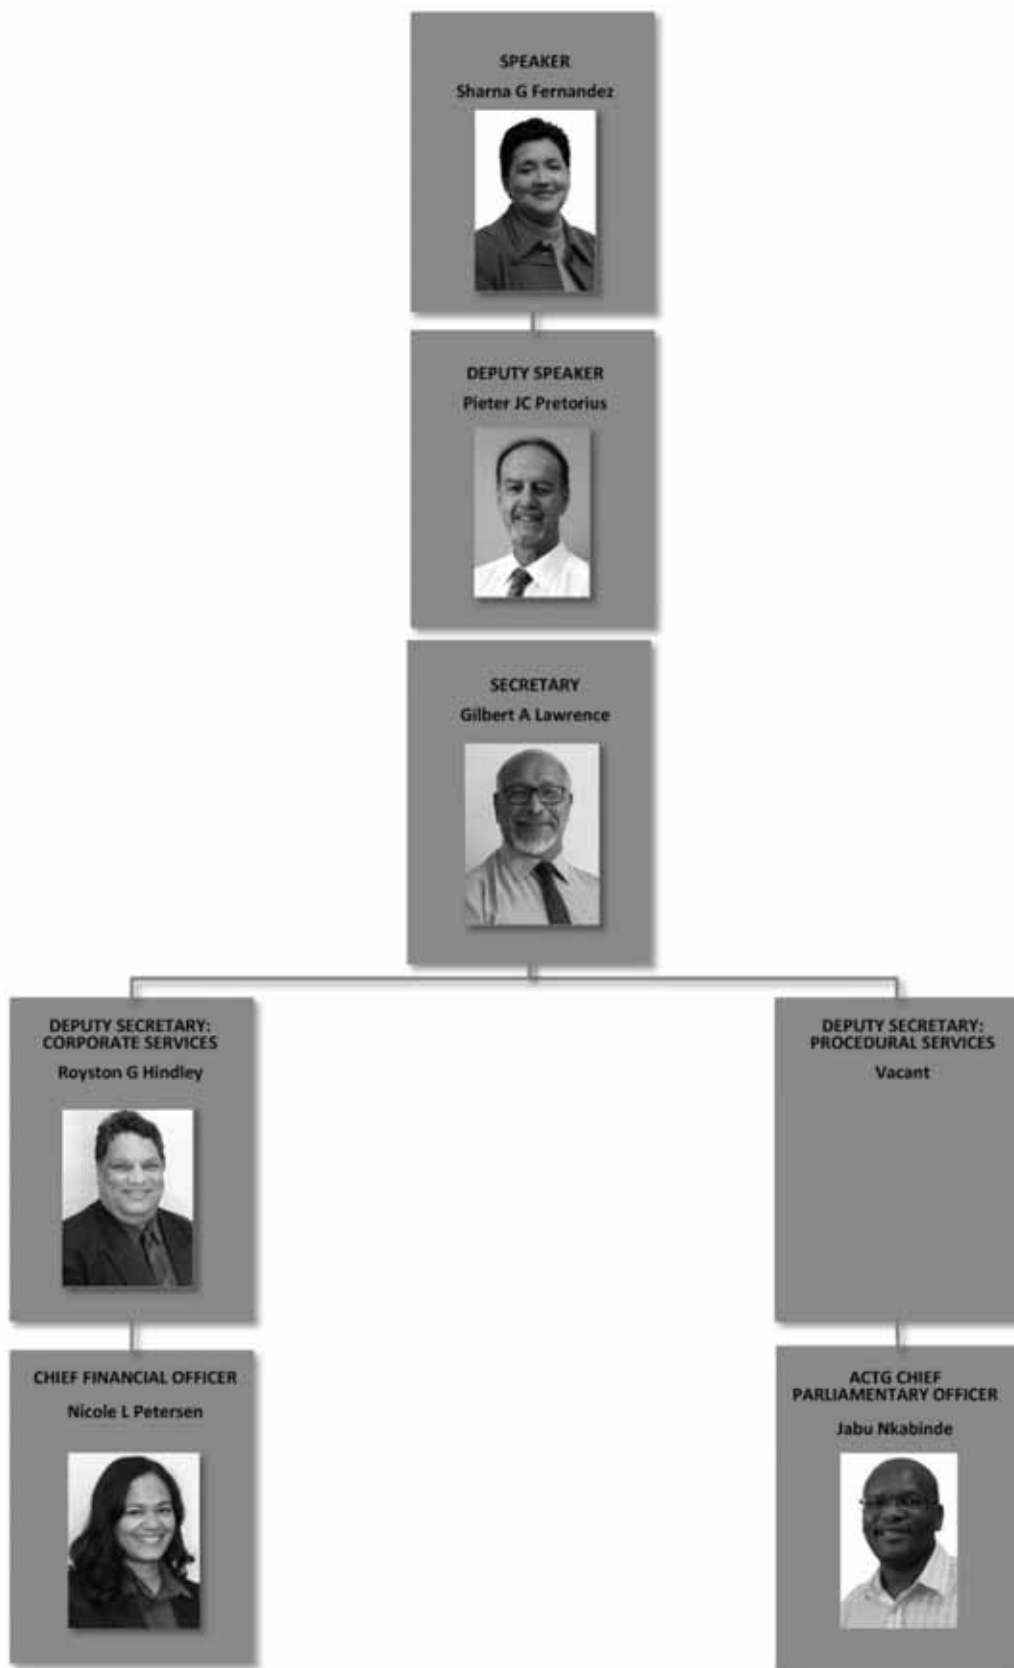 SPEAKER
Sharna G Fernandez
DEPUTY SPEAKER
Pieter JC Pretorius
SECRETARY
Gilbert A Lawrence
DEPUTY SECRETARY:
CORPORATE SERVICES
Royston G Hindley
DEPUTY SECRETARY:
PROCEDURAL SERVICES
Vacant
CHIEF FINANCIAL OFFICER
Nicole L Petersen
ACTG CHIEF
PARLIAMENTARY OFFICER
Jabu Nkabinde